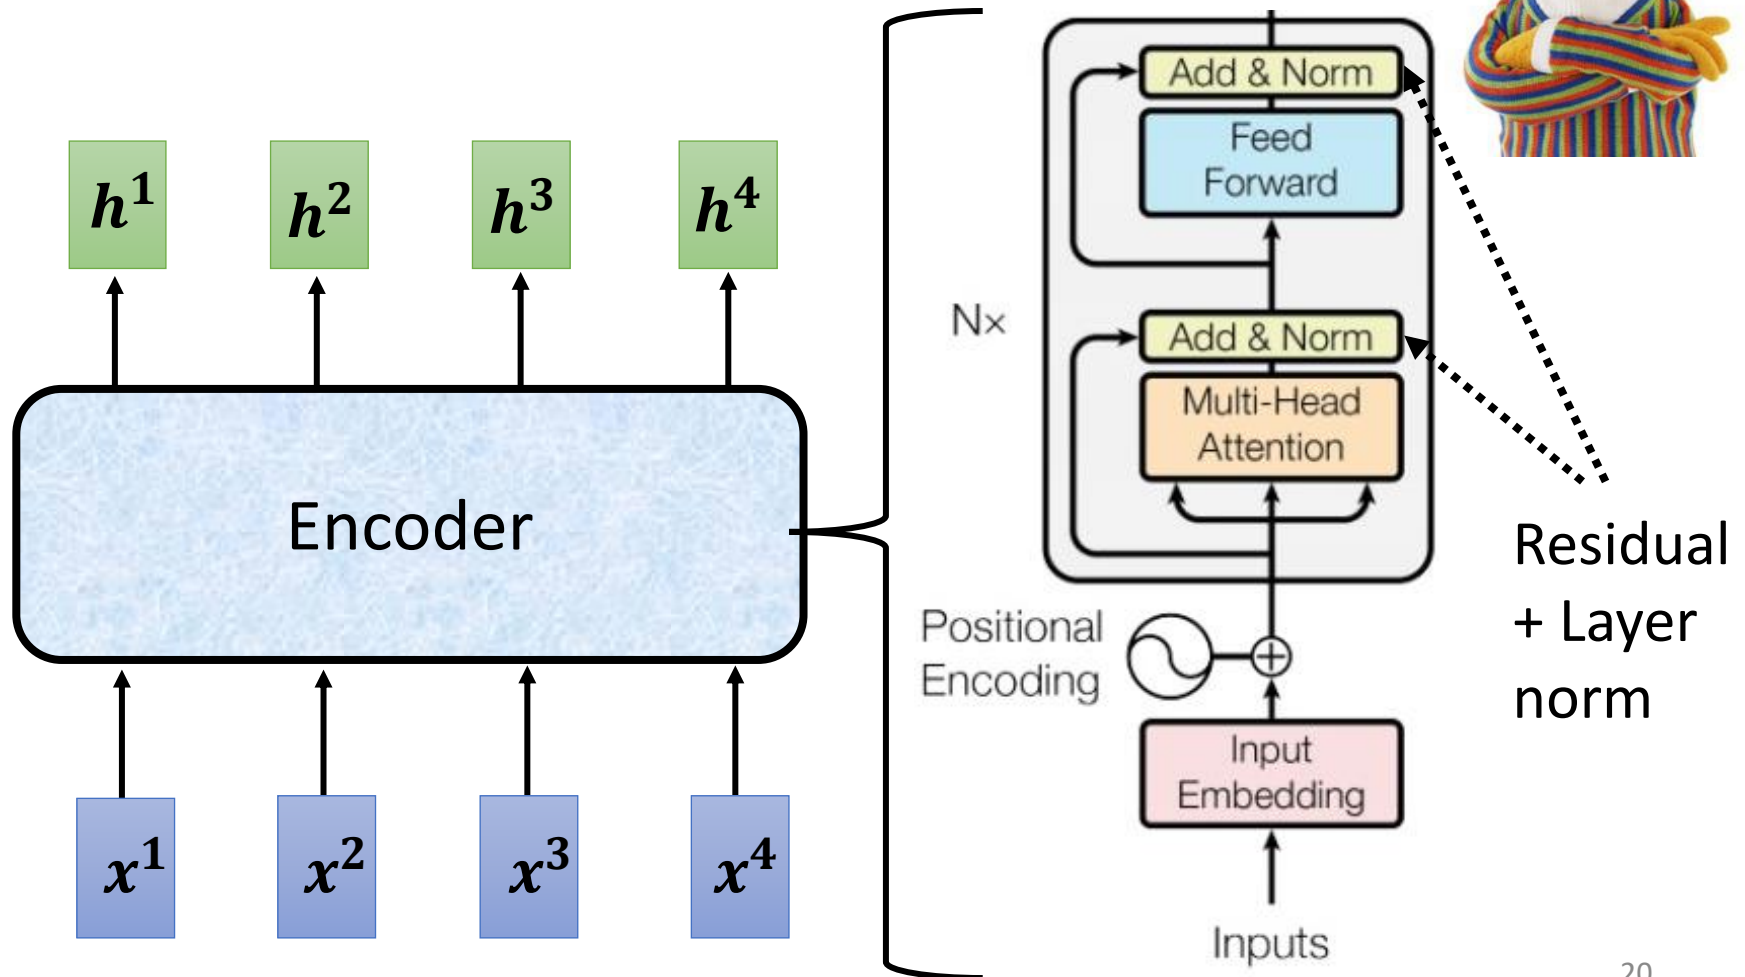 h¹ h² h³ h⁴
Encoder
x¹ x² x³ x⁴
Add & Norm
Feed
Forward
N×
Add & Norm
Multi-Head
Attention
Positional
Encoding
Input
Embedding
Inputs
Residual
+ Layer
norm
20